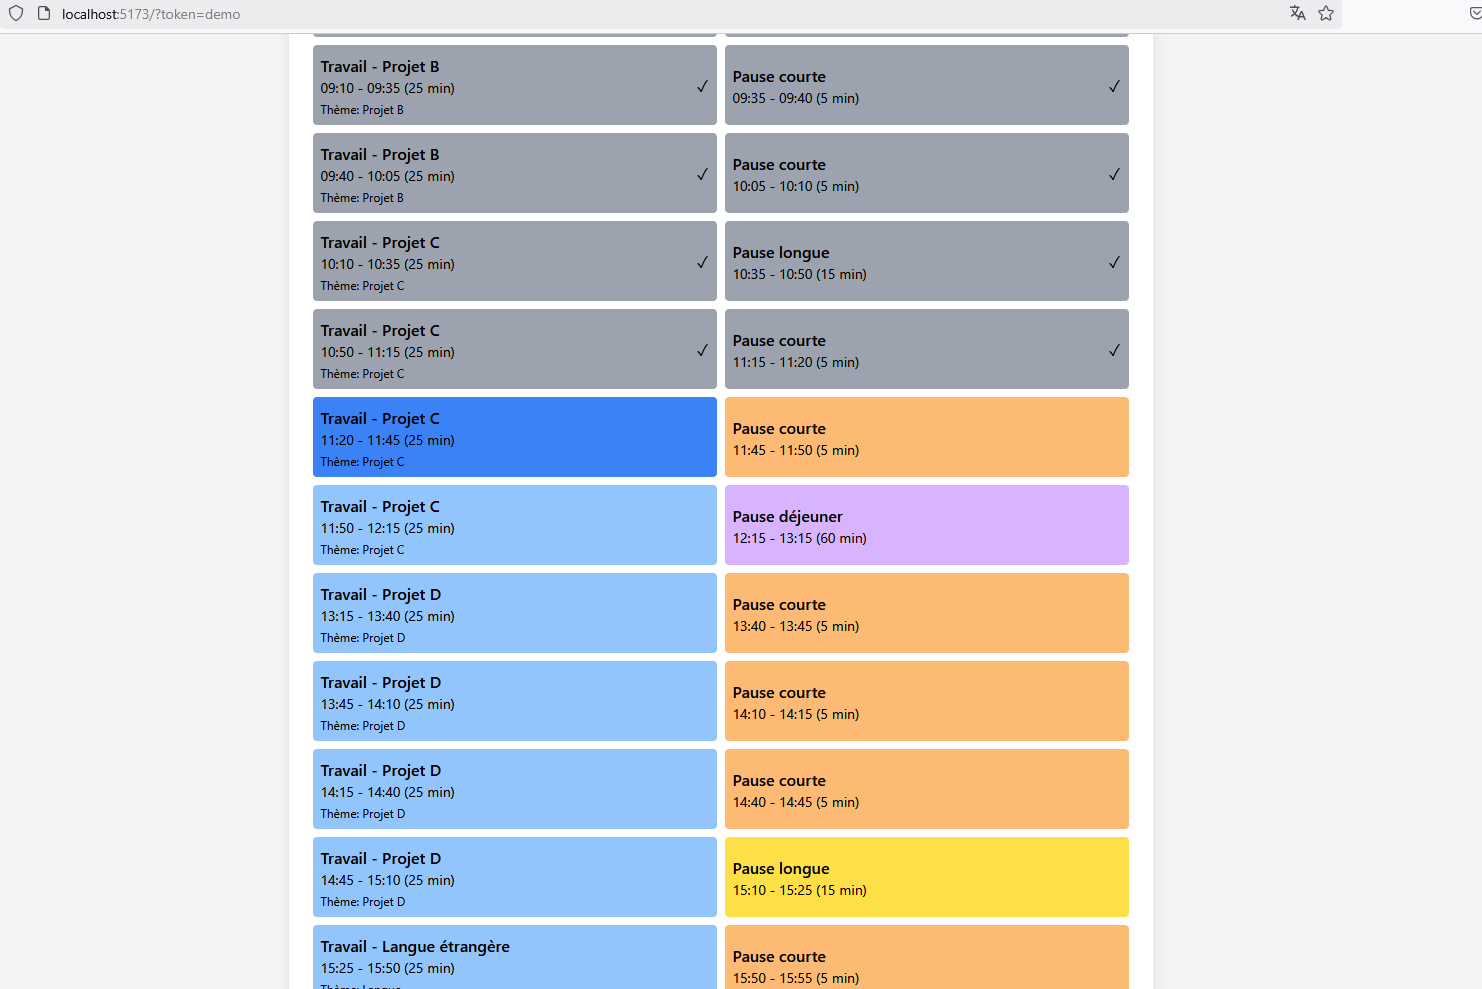 localhost:5173/?token=demo
Travail - Projet B
09:10 - 09:35 (25 min)
Thème: Projet B
✓
Pause courte
09:35 - 09:40 (5 min)
✓
Travail - Projet B
09:40 - 10:05 (25 min)
Thème: Projet B
✓
Pause courte
10:05 - 10:10 (5 min)
✓
Travail - Projet C
10:10 - 10:35 (25 min)
Thème: Projet C
✓
Pause longue
10:35 - 10:50 (15 min)
✓
Travail - Projet C
10:50 - 11:15 (25 min)
Thème: Projet C
✓
Pause courte
11:15 - 11:20 (5 min)
✓
Travail - Projet C
11:20 - 11:45 (25 min)
Thème: Projet C
Pause courte
11:45 - 11:50 (5 min)
Travail - Projet C
11:50 - 12:15 (25 min)
Thème: Projet C
Pause déjeuner
12:15 - 13:15 (60 min)
Travail - Projet D
13:15 - 13:40 (25 min)
Thème: Projet D
Pause courte
13:40 - 13:45 (5 min)
Travail - Projet D
13:45 - 14:10 (25 min)
Thème: Projet D
Pause courte
14:10 - 14:15 (5 min)
Travail - Projet D
14:15 - 14:40 (25 min)
Thème: Projet D
Pause courte
14:40 - 14:45 (5 min)
Travail - Projet D
14:45 - 15:10 (25 min)
Thème: Projet D
Pause longue
15:10 - 15:25 (15 min)
Travail - Langue étrangère
15:25 - 15:50 (25 min)
Thème: Langue
Pause courte
15:50 - 15:55 (5 min)